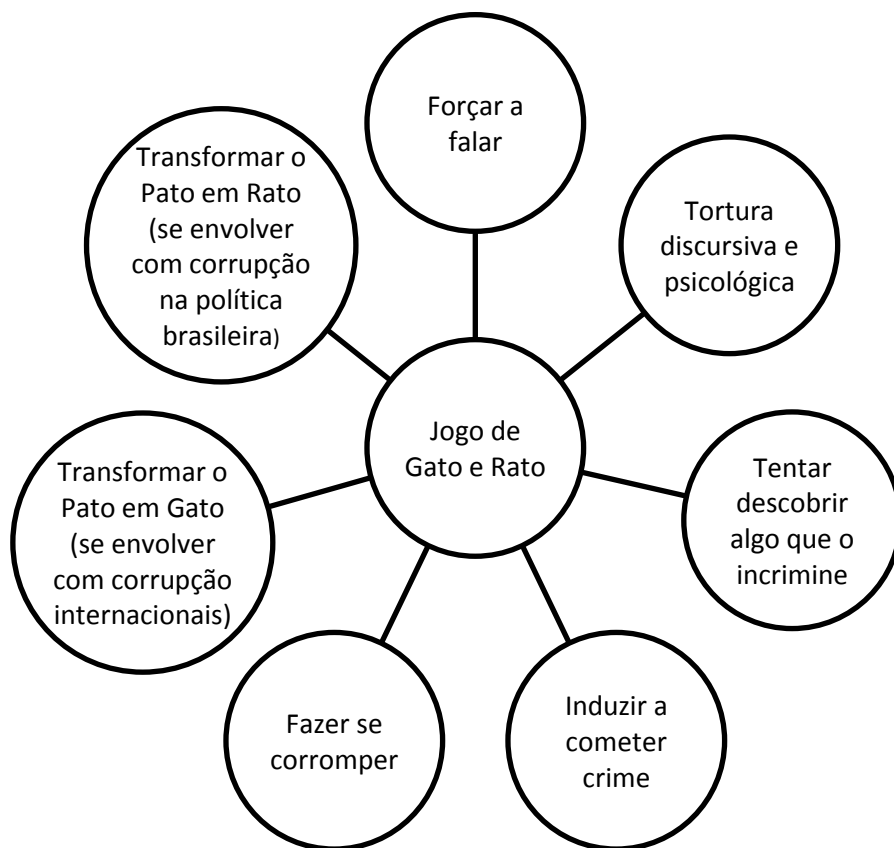 Forçar a
falar
Transformar o
Pato em Rato
(se envolver
com corrupção
na política
brasileira)
Tortura
discursiva e
psicológica
Jogo de
Gato e Rato
Transformar o
Pato em Gato
(se envolver
com corrupção
internacionais)
Tentar
descobrir
algo que o
incrimine
Fazer se
corromper
Induzir a
cometer
crime